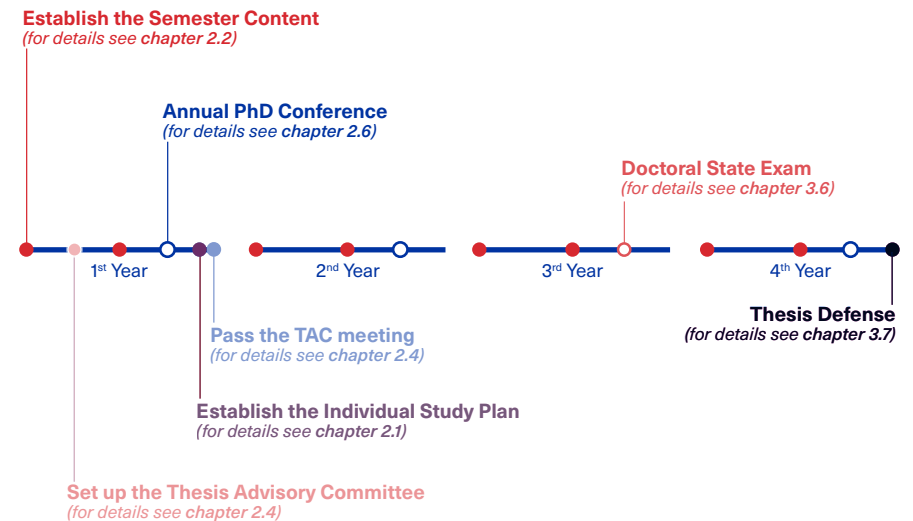 Establish the Semester Content
(for details see chapter 2.2)
Annual PhD Conference
(for details see chapter 2.6)
Doctoral State Exam
(for details see chapter 3.6)
1st Year
2nd Year
3rd Year
4th Year
Thesis Defense
(for details see chapter 3.7)
Pass the TAC meeting
(for details see chapter 2.4)
Establish the Individual Study Plan
(for details see chapter 2.1)
Set up the Thesis Advisory Committee
(for details see chapter 2.4)